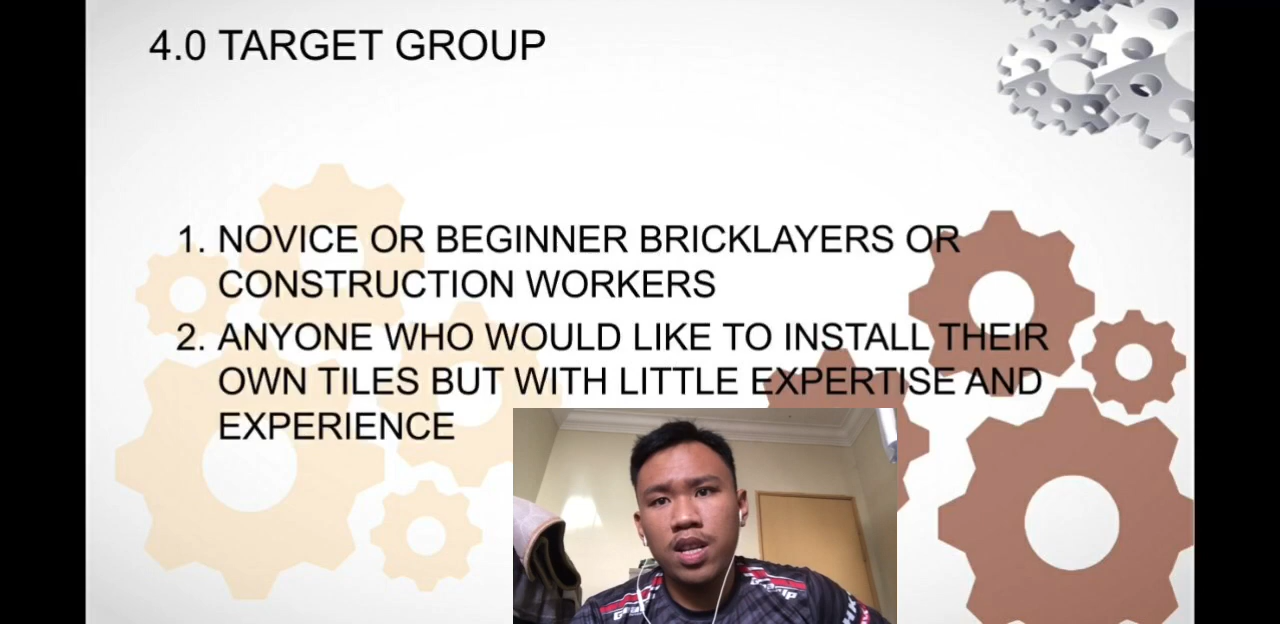 4.0 TARGET GROUP
1. NOVICE OR BEGINNER BRICKLAYERS OR
CONSTRUCTION WORKERS
2. ANYONE WHO WOULD LIKE TO INSTALL THEIR
OWN TILES BUT WITH LITTLE EXPERTISE AND
EXPERIENCE